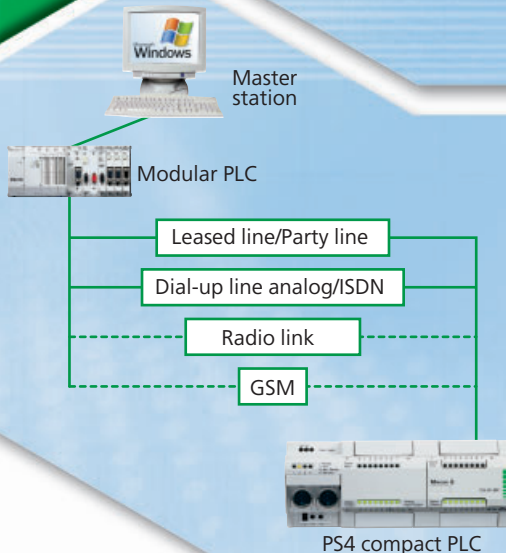 Windows
Master
station
Modular PLC
Leased line/Party line
Dial-up line analog/ISDN
Radio link
GSM
PS4 compact PLC